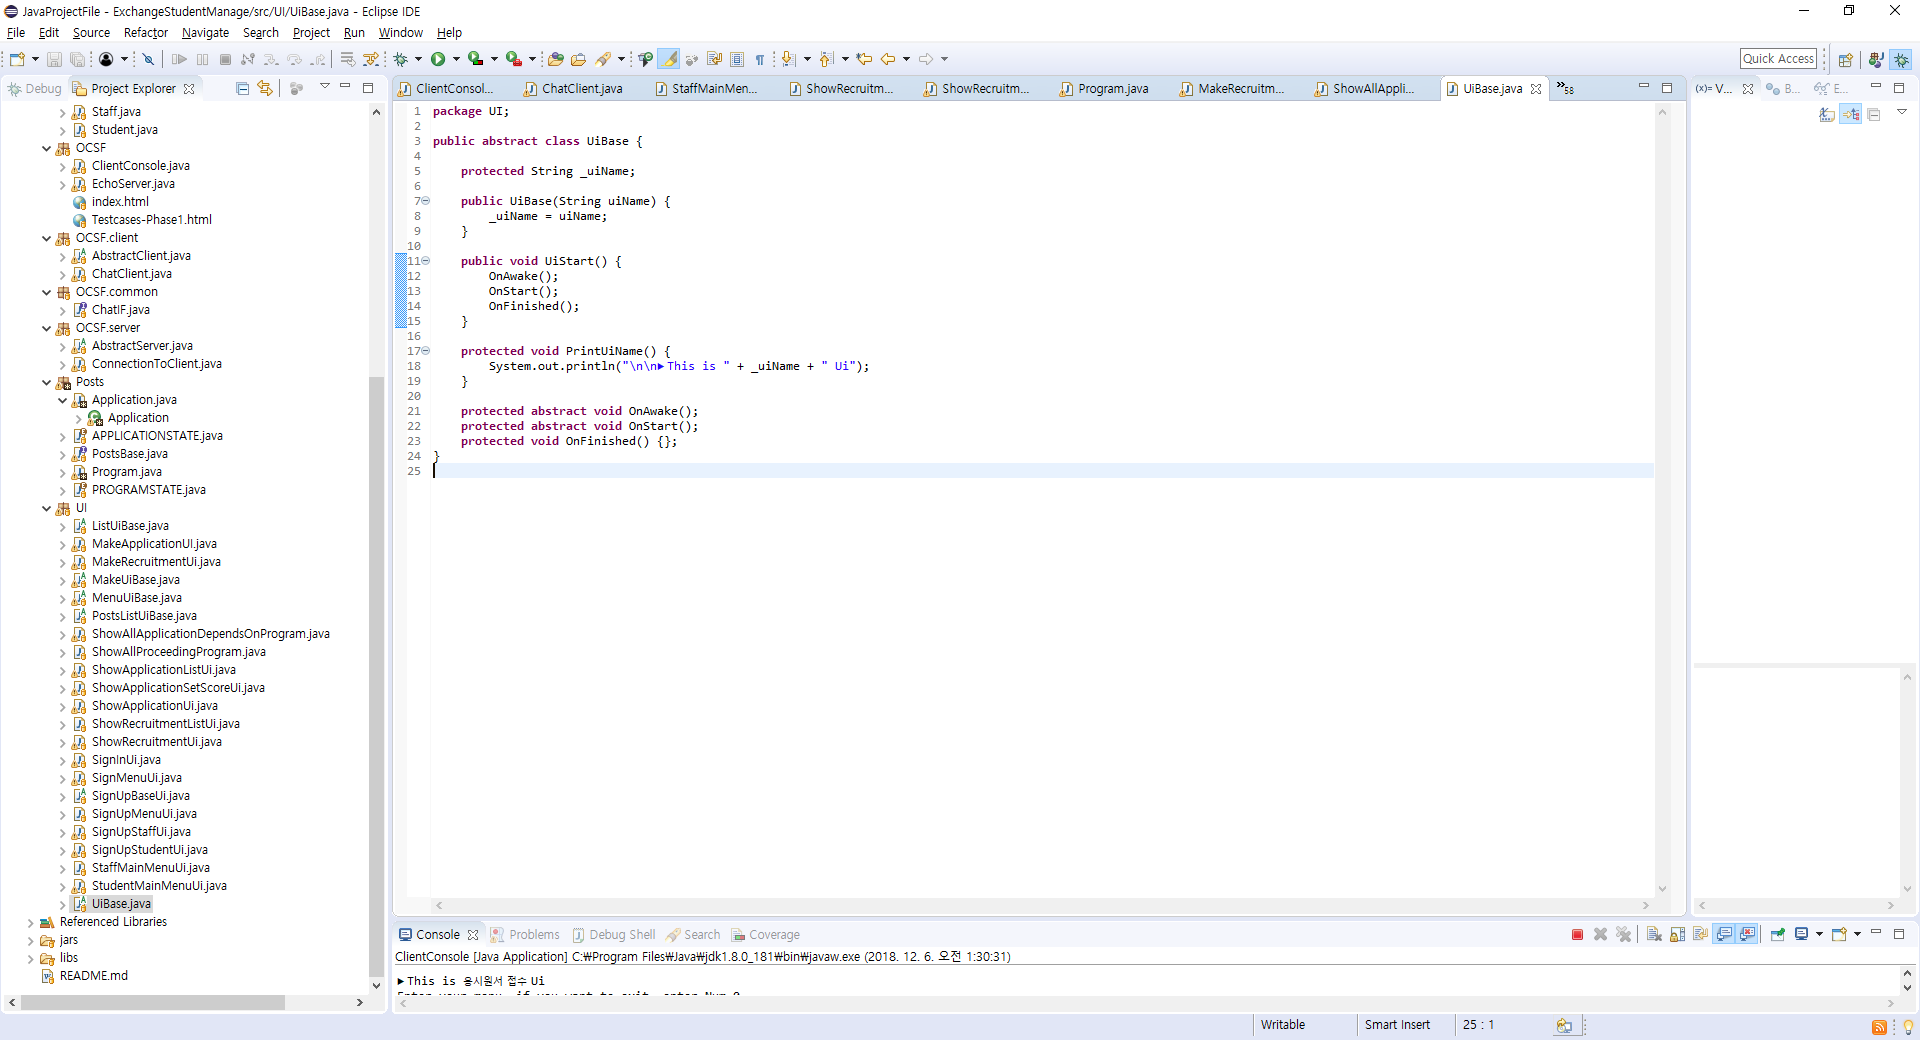 JavaProjectFile - ExchangeStudentManage/src/UI/UiBase.java - Eclipse IDE
File Edit Source Refactor Navigate Search Project Run Window Help
Quick Access
Debug Project Explorer
ClientConsol... ChatClient.java StaffMainMen... ShowRecruitm... ShowRecruitm... Program.java MakeRecruitm... ShowAllAppli... UiBase.java »58
(x)= V... B... E...
Staff.java
Student.java
OCSF
ClientConsole.java
EchoServer.java
index.html
Testcases-Phase1.html
OCSF.client
AbstractClient.java
ChatClient.java
OCSF.common
ChatIF.java
OCSF.server
AbstractServer.java
ConnectionToClient.java
Posts
Application.java
Application
APPLICATIONSTATE.java
PostsBase.java
Program.java
PROGRAMSTATE.java
UI
ListUiBase.java
MakeApplicationUI.java
MakeRecruitmentUi.java
MakeUiBase.java
MenuUiBase.java
PostsListUiBase.java
ShowAllApplicationDependsOnProgram.java
ShowAllProceedingProgram.java
ShowApplicationListUi.java
ShowApplicationSetScoreUi.java
ShowApplicationUi.java
ShowRecruitmentListUi.java
ShowRecruitmentUi.java
SignInUi.java
SignMenuUi.java
SignUpBaseUi.java
SignUpMenuUi.java
SignUpStaffUi.java
SignUpStudentUi.java
StaffMainMenuUi.java
StudentMainMenuUi.java
UiBase.java
Referenced Libraries
jars
libs
README.md
1 package UI;
2
3 public abstract class UiBase {
4
5 protected String _uiName;
6
7 public UiBase(String uiName) {
8 _uiName = uiName;
9 }
10
11 public void UiStart() {
12 OnAwake();
13 OnStart();
14 OnFinished();
15 }
16
17 protected void PrintUiName() {
18 System.out.println("\n\n▶This is " + _uiName + " Ui");
19 }
20
21 protected abstract void OnAwake();
22 protected abstract void OnStart();
23 protected void OnFinished() {};
24 }
25
Console Problems Debug Shell Search Coverage
ClientConsole [Java Application] C:₩Program Files₩Java₩jdk1.8.0_181₩bin₩javaw.exe (2018. 12. 6. 오전 1:30:31)
▶This is 응시원서 접수 Ui
Enter your menu, if you want to exit, enter Num 0
Writable Smart Insert 25 : 1